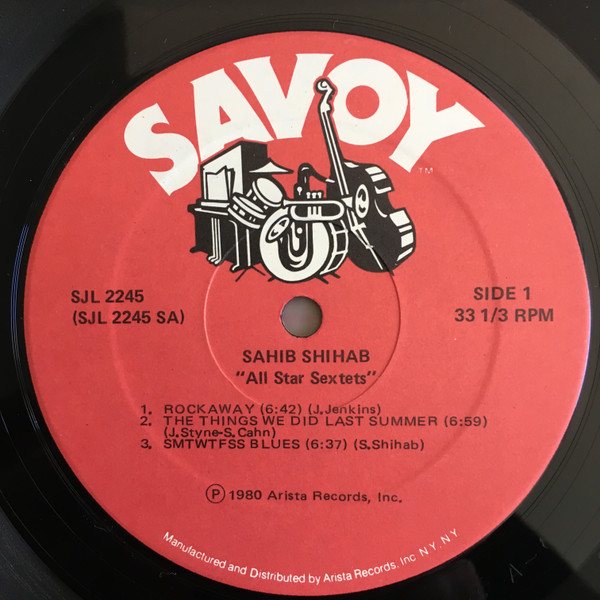 SAVOY
TM
SJL 2245
(SJL 2245 SA)
SIDE 1
33 1/3 RPM
SAHIB SHIHAB
"All Star Sextets"
1. ROCKAWAY (6:42) (J.Jenkins)
2. THE THINGS WE DID LAST SUMMER (6:59)
(J.Styne-S.Cahn)
3. SMTWTFSS BLUES (6:37) (S.Shihab)
Ⓟ 1980 Arista Records, Inc.
Manufactured and Distributed by Arista Records, Inc. N.Y. N.Y.